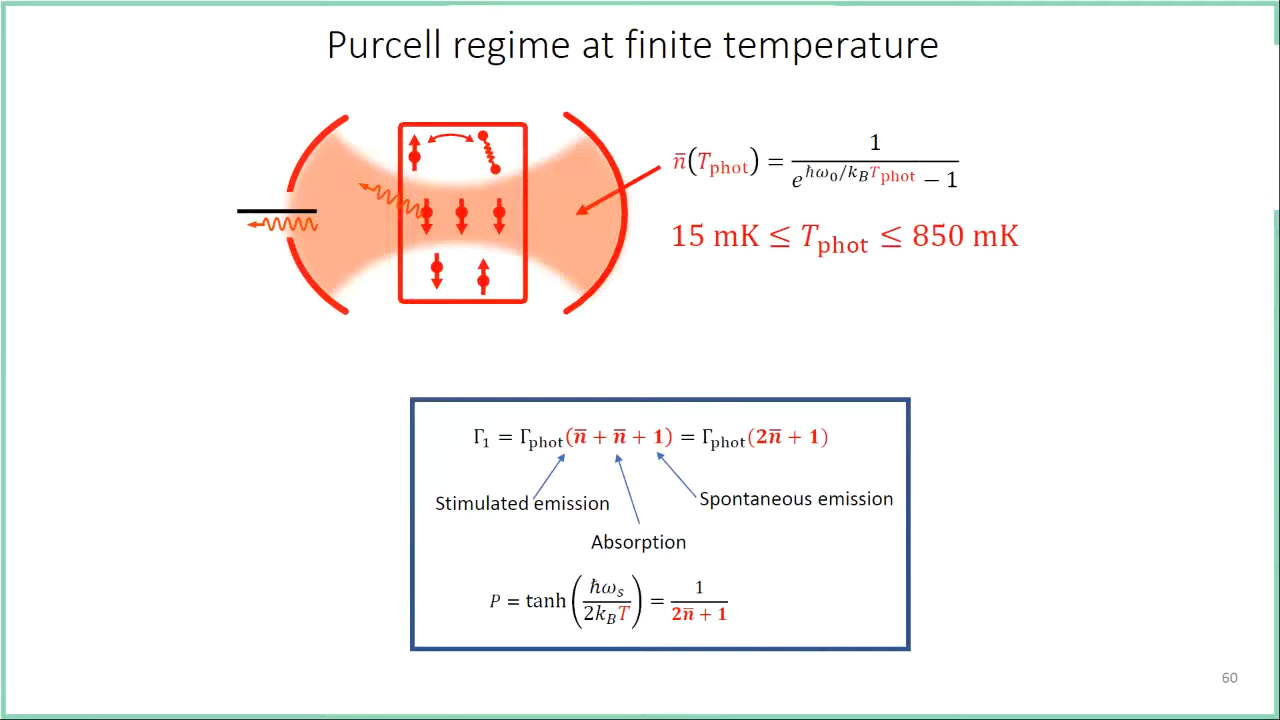 Purcell regime at finite temperature
n̄(T_phot) = 1 / (e^{ħω₀/k_B T_phot} − 1)
15 mK ≤ T_phot ≤ 850 mK
Γ₁ = Γ_phot(n̄ + n̄ + 1) = Γ_phot(2n̄ + 1)
Stimulated emission
Spontaneous emission
Absorption
P = tanh(ħω_s / 2k_B T) = 1 / (2n̄ + 1)
60